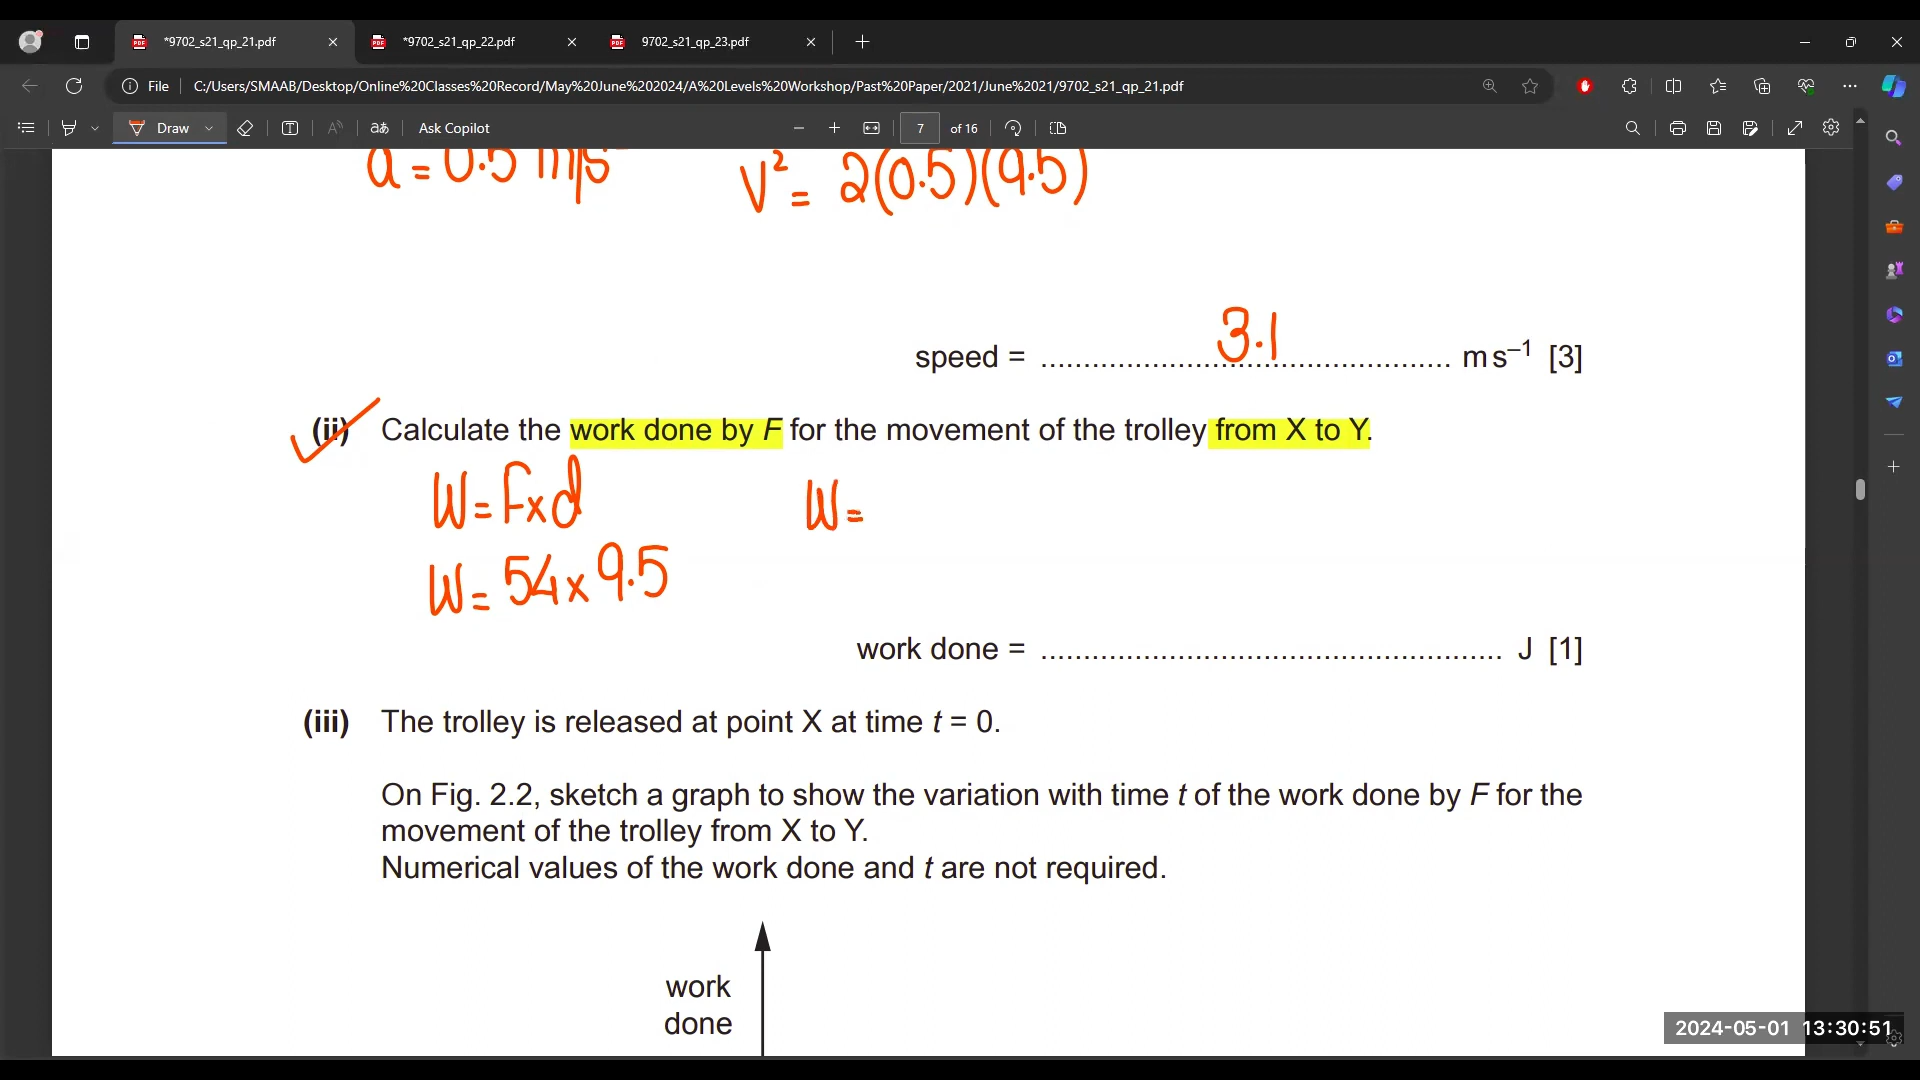 *9702_s21_qp_21.pdf
*9702_s21_qp_22.pdf
9702_s21_qp_23.pdf
File
C:/Users/SMAAB/Desktop/Online%20Classes%20Record/May%20June%202024/A%20Levels%20Workshop/Past%20Paper/2021/June%2021/9702_s21_qp_21.pdf
Draw
aあ
Ask Copilot
7 of 16
a = 0.5 m/s
V² = 2(0.5)(9.5)
speed = 3.1 m s⁻¹ [3]
(ii) Calculate the work done by F for the movement of the trolley from X to Y.
W = F x d W =
W = 54 x 9.5
work done = ...................................................... J [1]
(iii) The trolley is released at point X at time t = 0.
On Fig. 2.2, sketch a graph to show the variation with time t of the work done by F for the
movement of the trolley from X to Y.
Numerical values of the work done and t are not required.
work
done
2024-05-01 13:30:51